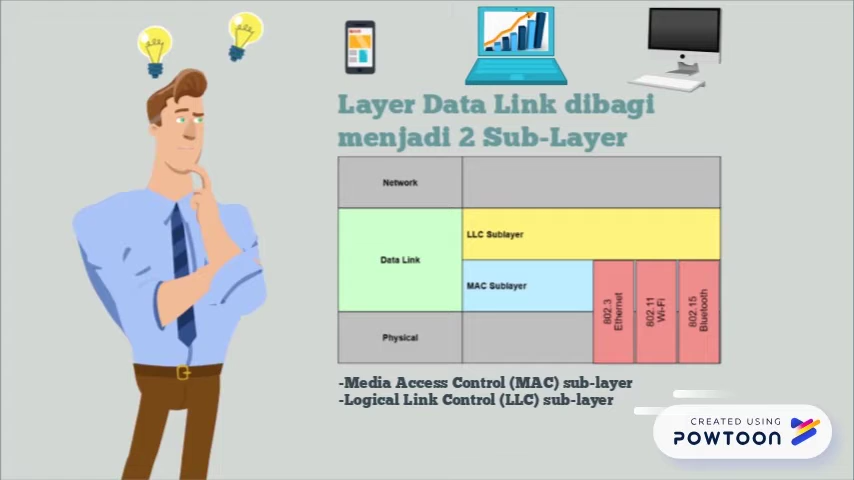 Layer Data Link dibagi
menjadi 2 Sub-Layer
Network
Data Link
LLC Sublayer
MAC Sublayer
802.3
Ethernet
802.11
Wi-Fi
802.15
Bluetooth
Physical
-Media Access Control (MAC) sub-layer
-Logical Link Control (LLC) sub-layer
CREATED USING
POWTOON